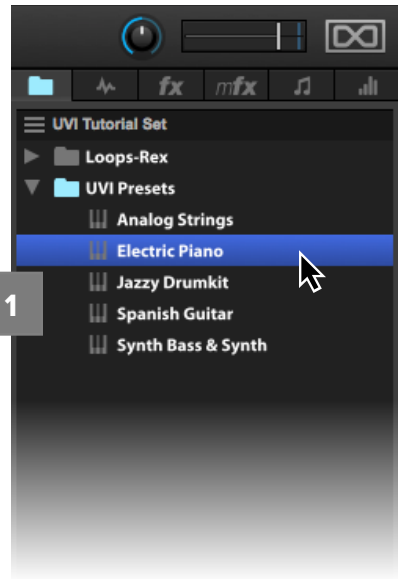 fx mfx
UVI Tutorial Set
Loops-Rex
UVI Presets
Analog Strings
Electric Piano
Jazzy Drumkit
1
Spanish Guitar
Synth Bass & Synth